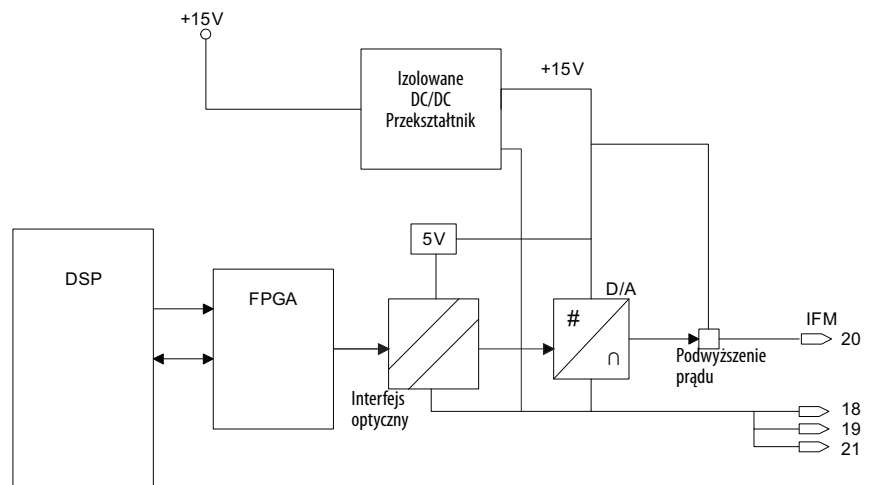 +15V
Izolowane
DC/DC
Przekształtnik
+15V
5V
DSP
FPGA
D/A
#
∩
IFM
20
Podwyższenie
prądu
Interfejs
optyczny
18
19
21